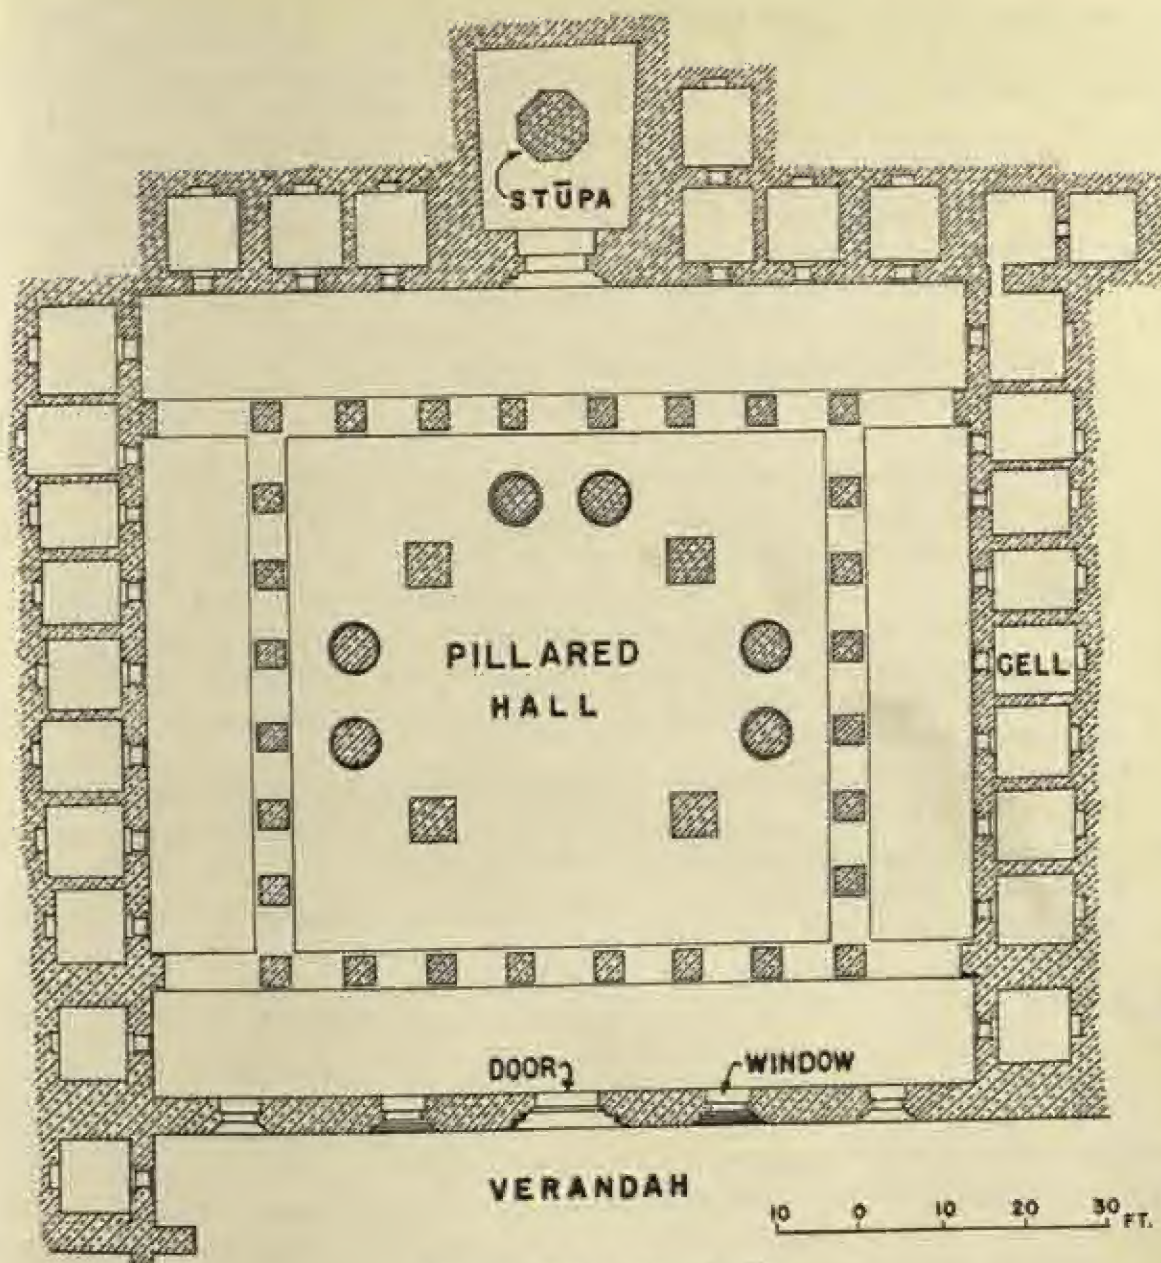 STŪPA
PILLARED
HALL
CELL
DOOR
WINDOW
VERANDAH
10 0 10 20 30 FT.